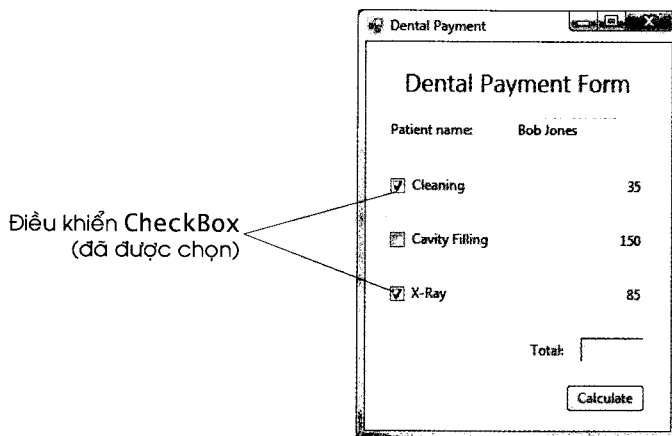 Dental Payment
Dental Payment Form
Patient name: Bob Jones
Cleaning 35
Điều khiển CheckBox
(đã được chọn)
Cavity Filling 150
X-Ray 85
Total:
Calculate